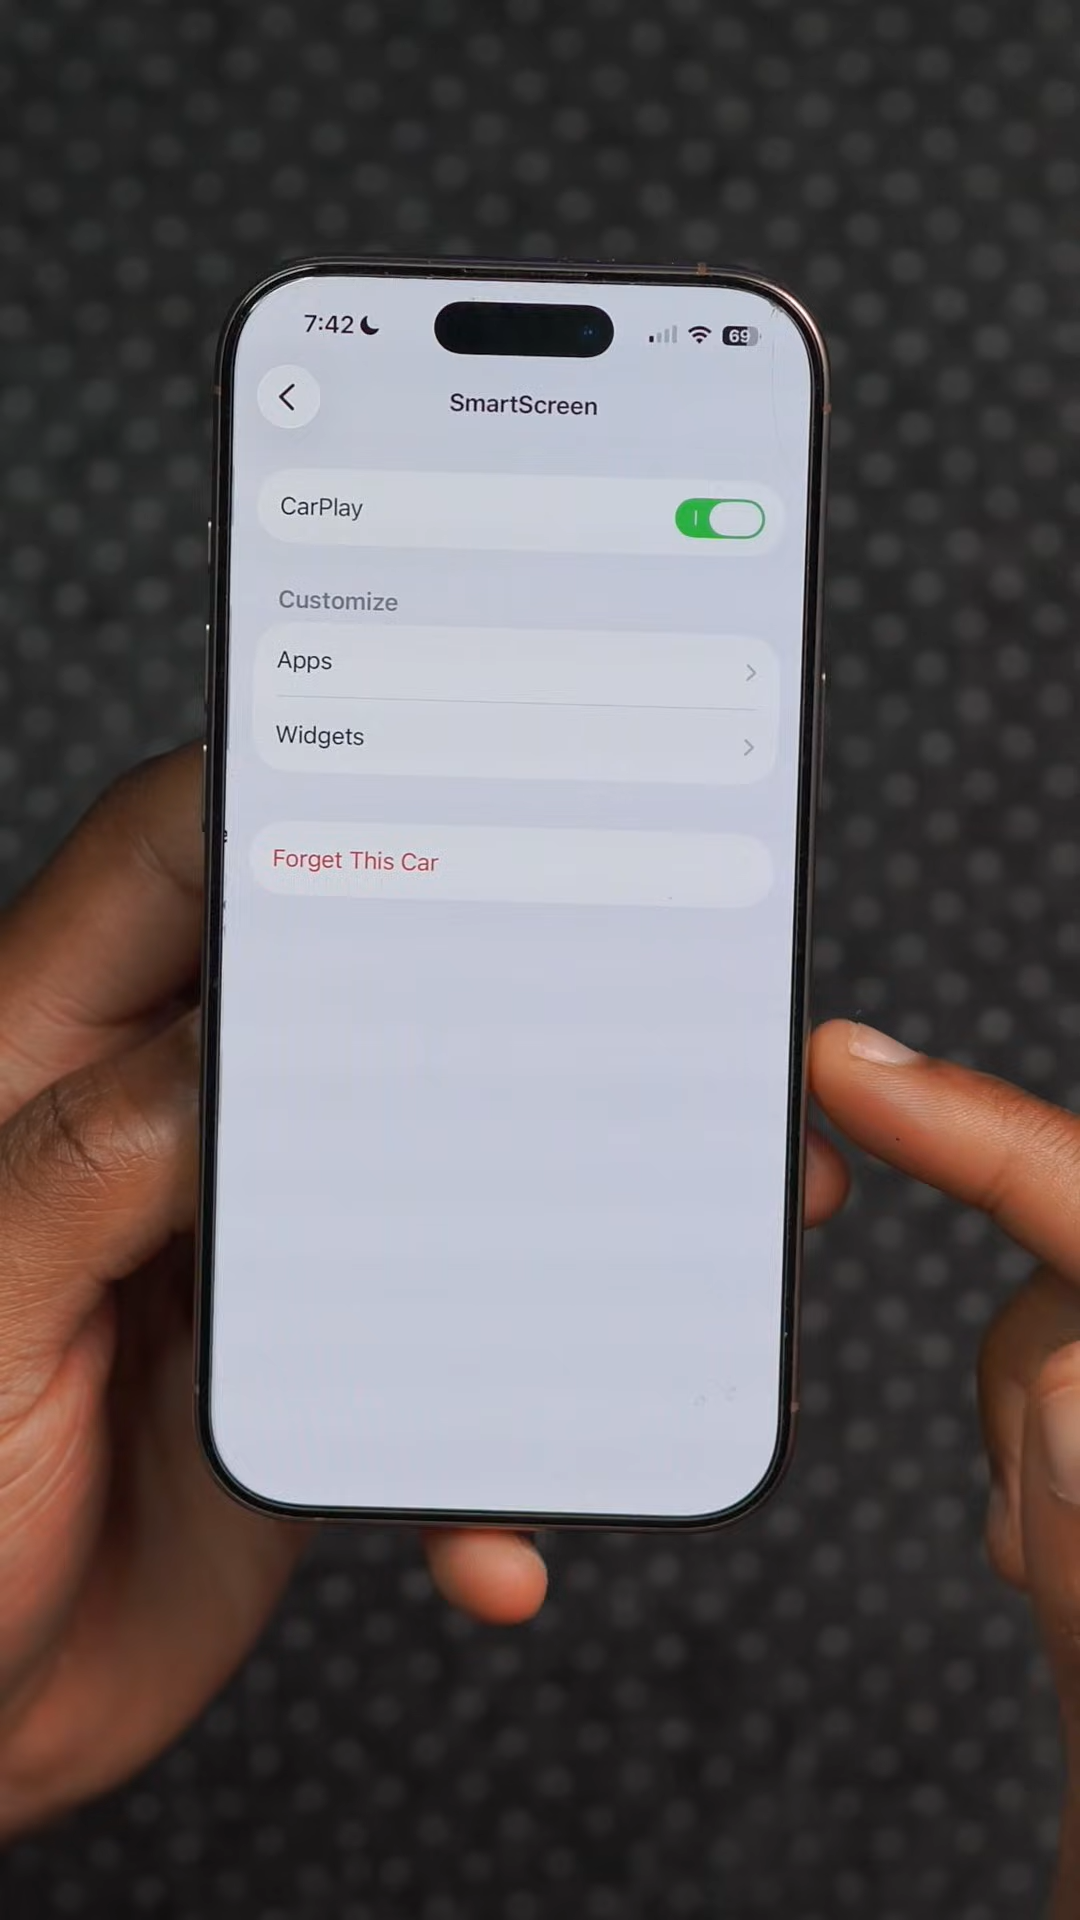 7:42
69
SmartScreen
CarPlay
Customize
Apps
Widgets
Forget This Car